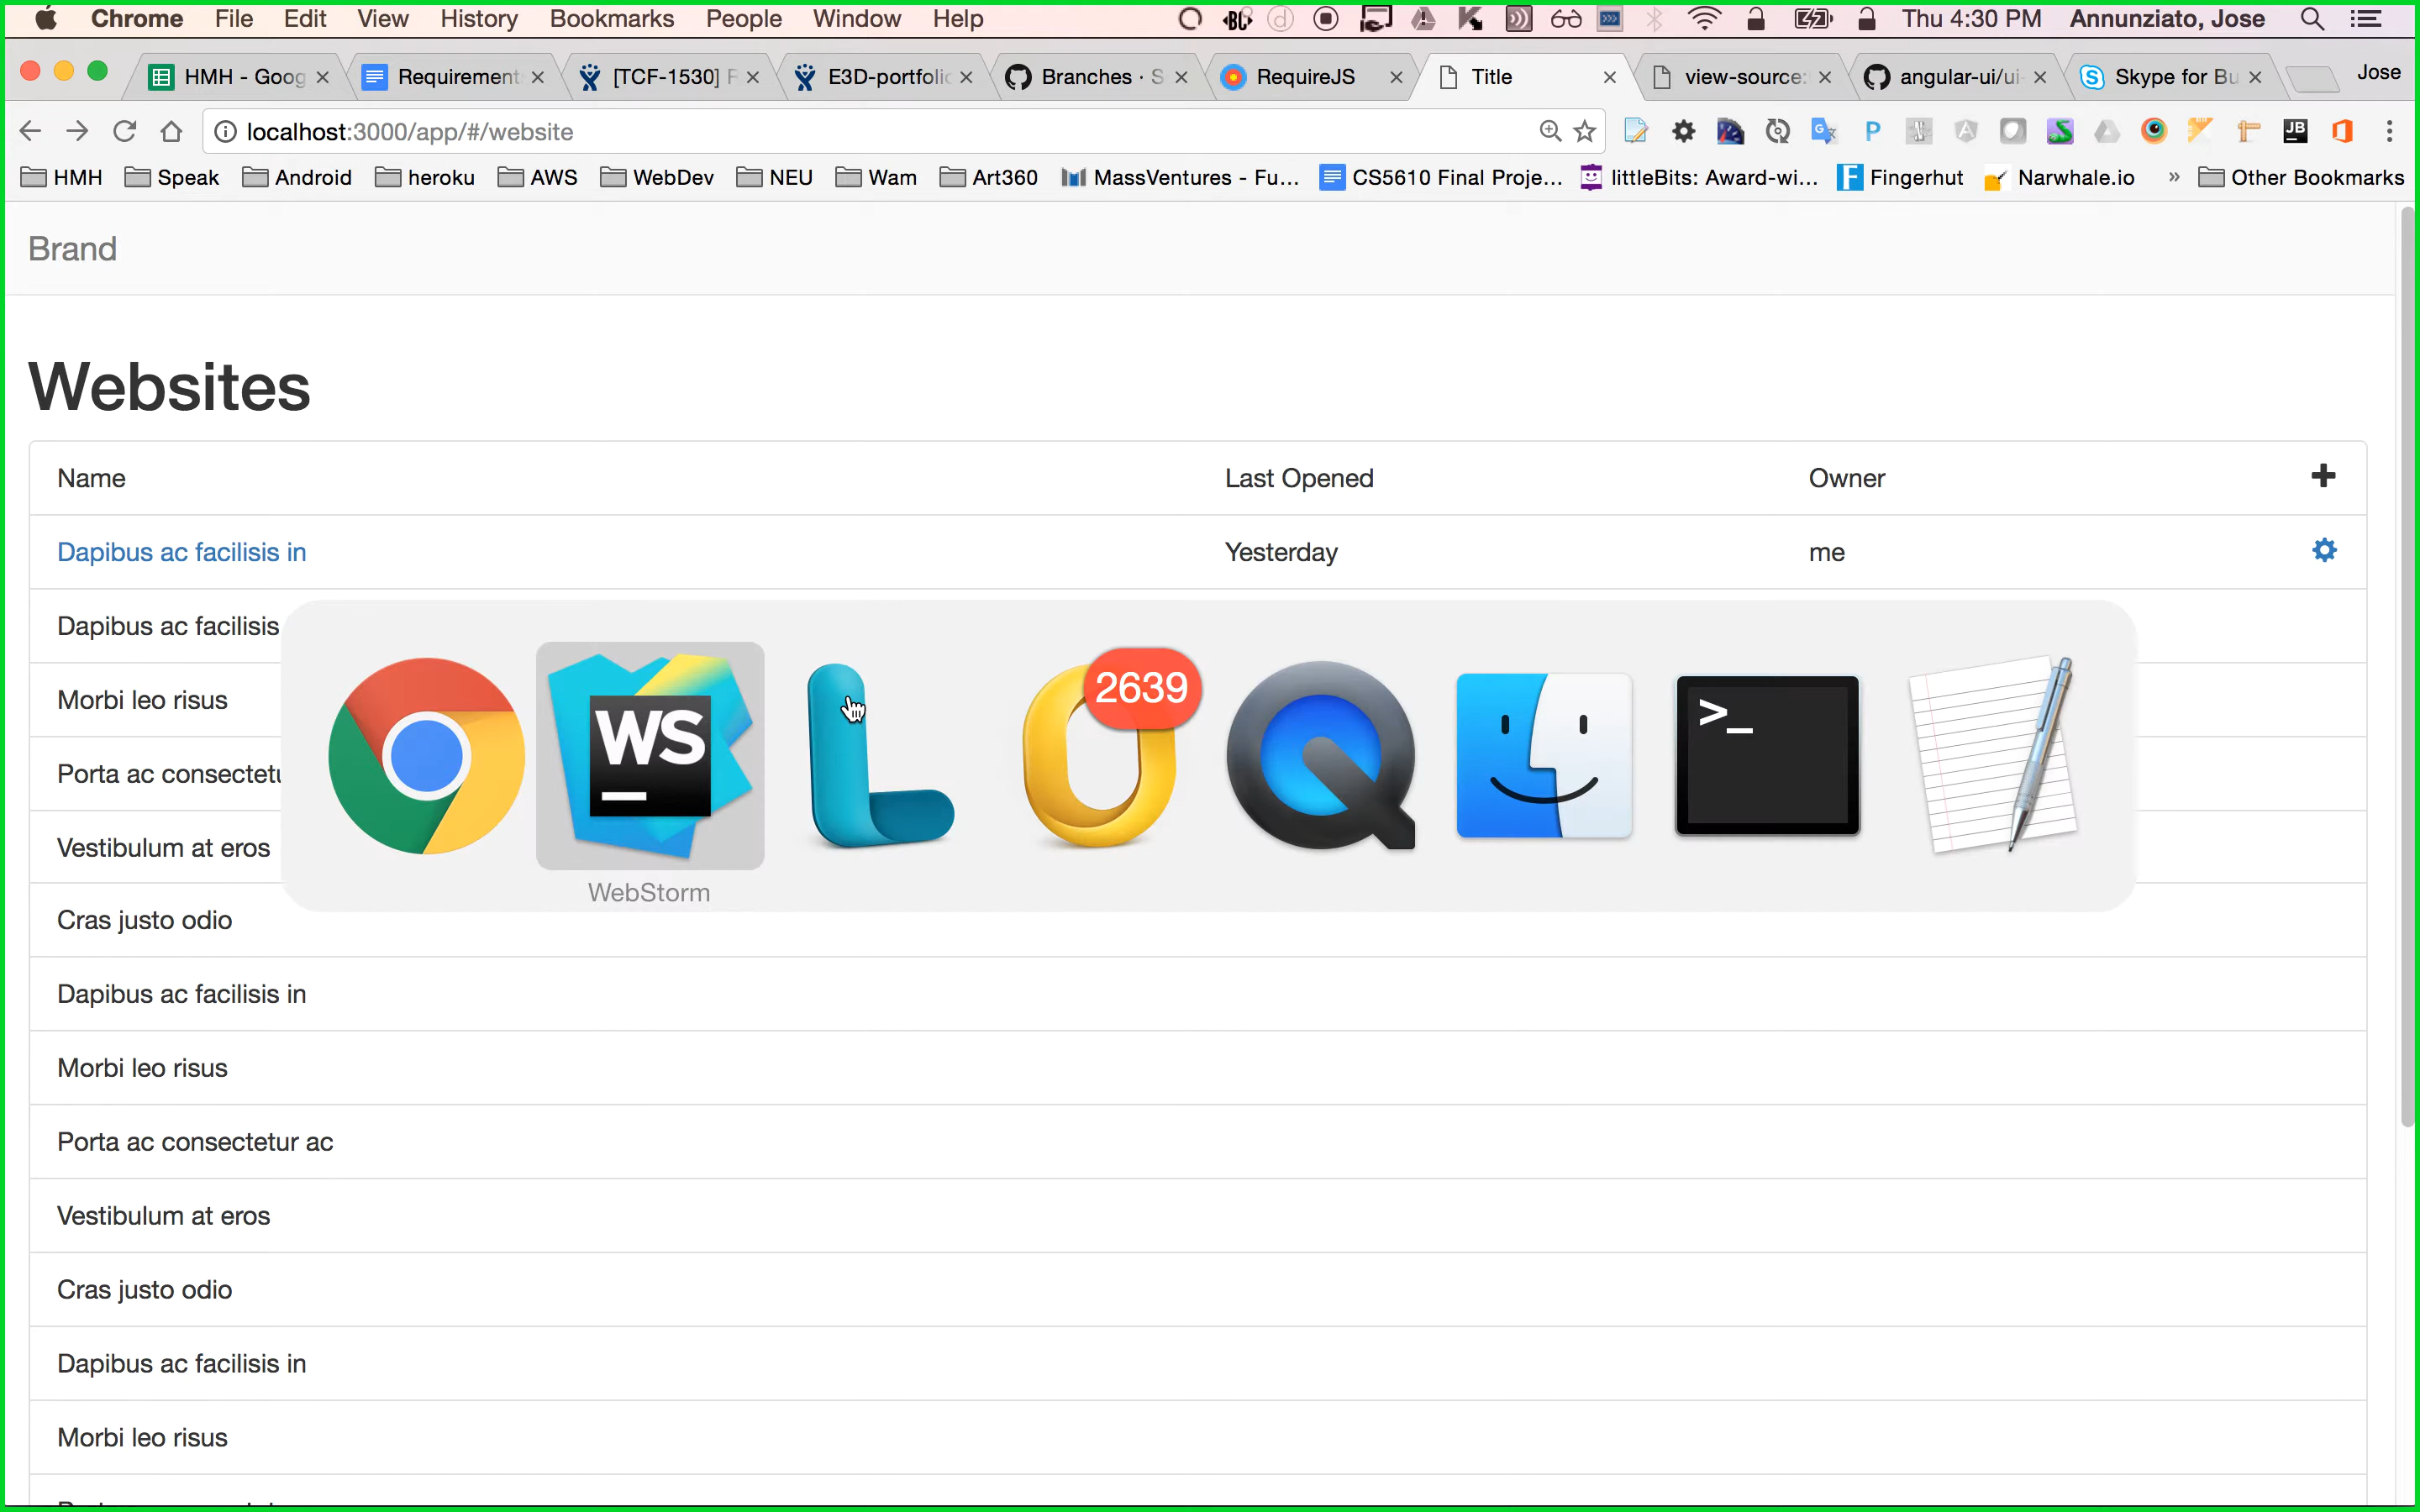 Chrome File Edit View History Bookmarks People Window Help Thu 4:30 PM Annunziato, Jose
HMH - Goog Requirement [TCF-1530] F E3D-portfolio Branches · S RequireJS Title view-source: angular-ui/ui- Skype for Bu Jose
localhost:3000/app/#/website
HMH Speak Android heroku AWS WebDev NEU Wam Art360 MassVentures - Fu... CS5610 Final Proje... littleBits: Award-wi... Fingerhut Narwhale.io » Other Bookmarks
Brand
Websites
Name Last Opened Owner
Dapibus ac facilisis in Yesterday me
Dapibus ac facilisis
Morbi leo risus
Porta ac consectetu
Vestibulum at eros
WS
2639
>_
WebStorm
Cras justo odio
Dapibus ac facilisis in
Morbi leo risus
Porta ac consectetur ac
Vestibulum at eros
Cras justo odio
Dapibus ac facilisis in
Morbi leo risus